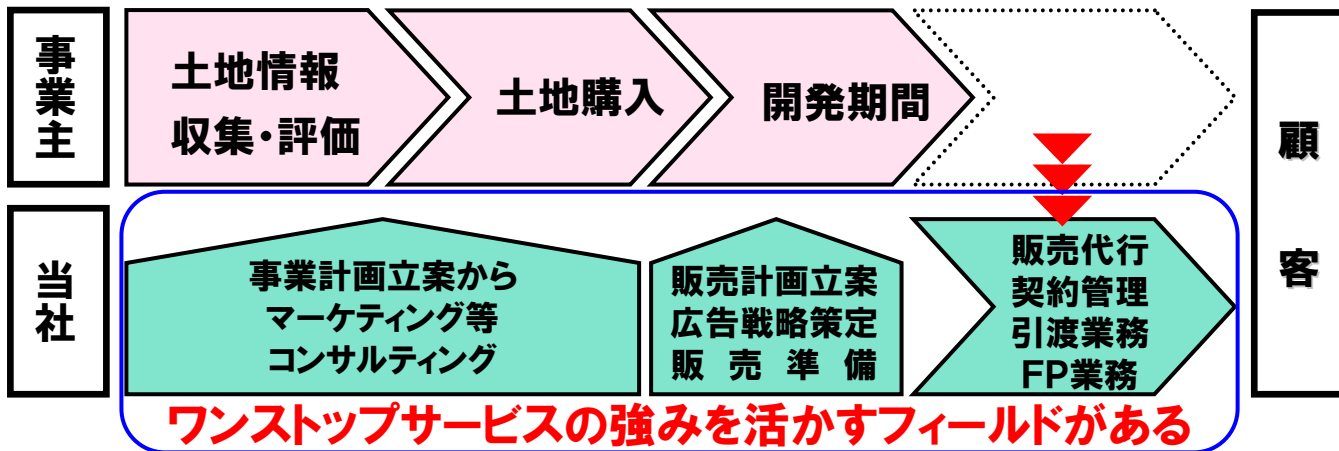 事業主
土地情報
収集・評価
土地購入
開発期間
顧客
当社
事業計画立案から
マーケティング等
コンサルティング
販売計画立案
広告戦略策定
販売準備
販売代行
契約管理
引渡業務
FP業務
ワンストップサービスの強みを活かすフィールドがある